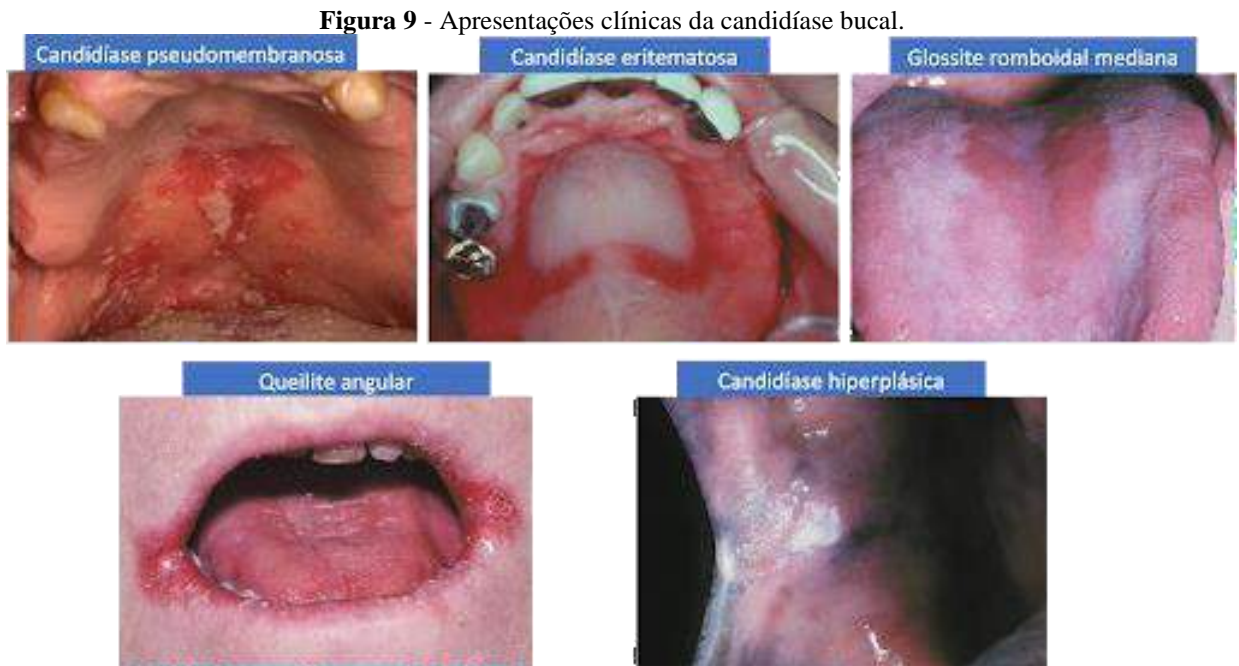 Figura 9 - Apresentações clínicas da candidíase bucal.
Candidíase pseudomembranosa
Candidíase eritematosa
Glossite romboidal mediana
Queilite angular
Candidíase hiperplásica